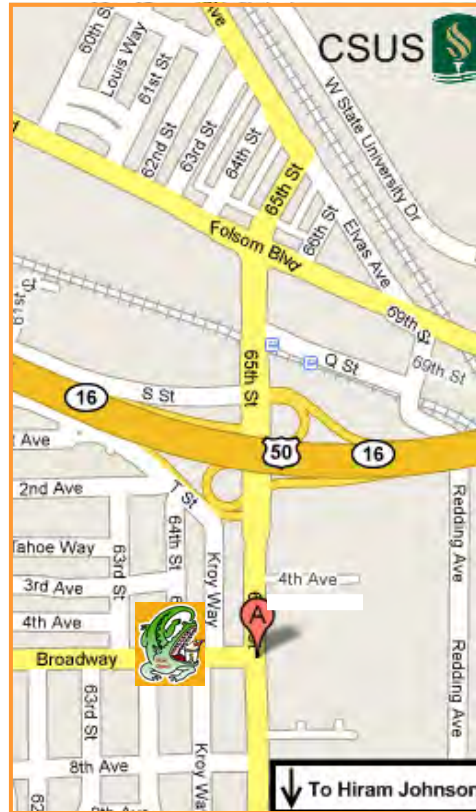 CSUS
60th St
Louis Way
61st St
62nd St
63rd St
64th St
65th St
66th St
W State University Dr
Elvas Ave
Folsom Blvd
69th St
69th St
61st St
65th St
Q St
S St
16
50
16
2nd Ave
T St
Tahoe Way
63rd St
64th St
Kroy Way
3rd Ave
4th Ave
4th Ave
Redding Ave
A
Broadway
Redding Ave
63rd St
Kroy Way
8th Ave
To Hiram Johnson
62